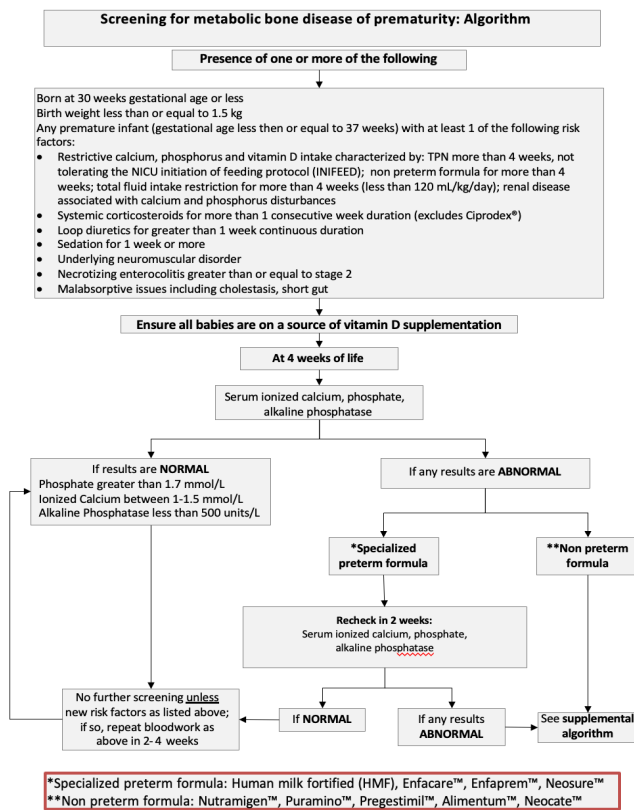 Screening for metabolic bone disease of prematurity: Algorithm
Presence of one or more of the following
Born at 30 weeks gestational age or less
Birth weight less than or equal to 1.5 kg
Any premature infant (gestational age less then or equal to 37 weeks) with at least 1 of the following risk
factors:
• Restrictive calcium, phosphorus and vitamin D intake characterized by: TPN more than 4 weeks, not
tolerating the NICU initiation of feeding protocol (INIFEED); non preterm formula for more than 4
weeks; total fluid intake restriction for more than 4 weeks (less than 120 mL/kg/day); renal disease
associated with calcium and phosphorus disturbances
• Systemic corticosteroids for more than 1 consecutive week duration (excludes Ciprodex®)
• Loop diuretics for greater than 1 week continuous duration
• Sedation for 1 week or more
• Underlying neuromuscular disorder
• Necrotizing enterocolitis greater than or equal to stage 2
• Malabsorptive issues including cholestasis, short gut
Ensure all babies are on a source of vitamin D supplementation
At 4 weeks of life
Serum ionized calcium, phosphate,
alkaline phosphatase
If results are NORMAL
Phosphate greater than 1.7 mmol/L
Ionized Calcium between 1-1.5 mmol/L
Alkaline Phosphatase less than 500 units/L
If any results are ABNORMAL
*Specialized
preterm formula
**Non preterm
formula
Recheck in 2 weeks:
Serum ionized calcium, phosphate,
alkaline phosphatase
No further screening unless
new risk factors as listed above;
if so, repeat bloodwork as
above in 2- 4 weeks
If NORMAL
If any results
ABNORMAL
See supplemental
algorithm
*Specialized preterm formula: Human milk fortified (HMF), Enfacare™, Enfaprem™, Neosure™
**Non preterm formula: Nutramigen™, Puramino™, Pregestimil™, Alimentum™, Neocate™